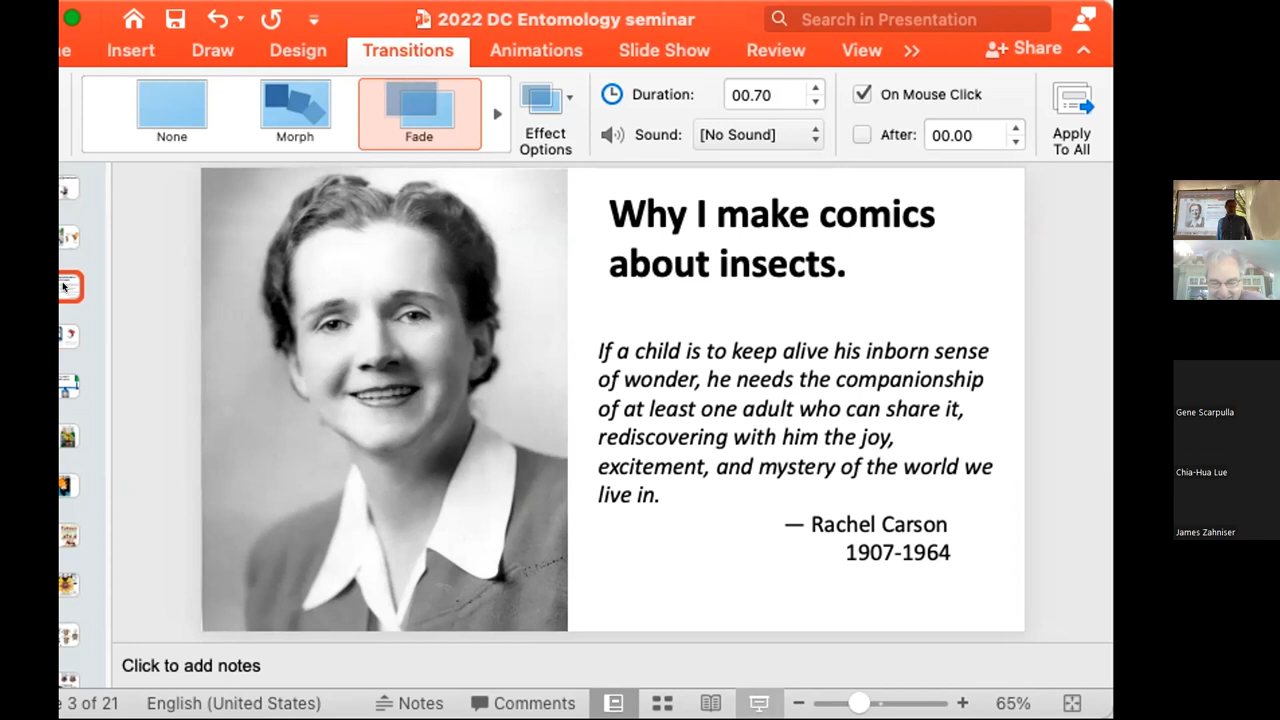 2022 DC Entomology seminar
Search in Presentation
Insert
Draw
Design
Transitions
Animations
Slide Show
Review
View
Share
None
Morph
Fade
Effect
Options
Duration:
00.70
On Mouse Click
Sound:
[No Sound]
After:
00.00
Apply
To All
Why I make comics
about insects.
If a child is to keep alive his inborn sense
of wonder, he needs the companionship
of at least one adult who can share it,
rediscovering with him the joy,
excitement, and mystery of the world we
live in.
— Rachel Carson
1907-1964
Click to add notes
3 of 21
English (United States)
Notes
Comments
65%
Gene Scarpulla
Chia-Hua Lue
James Zahniser